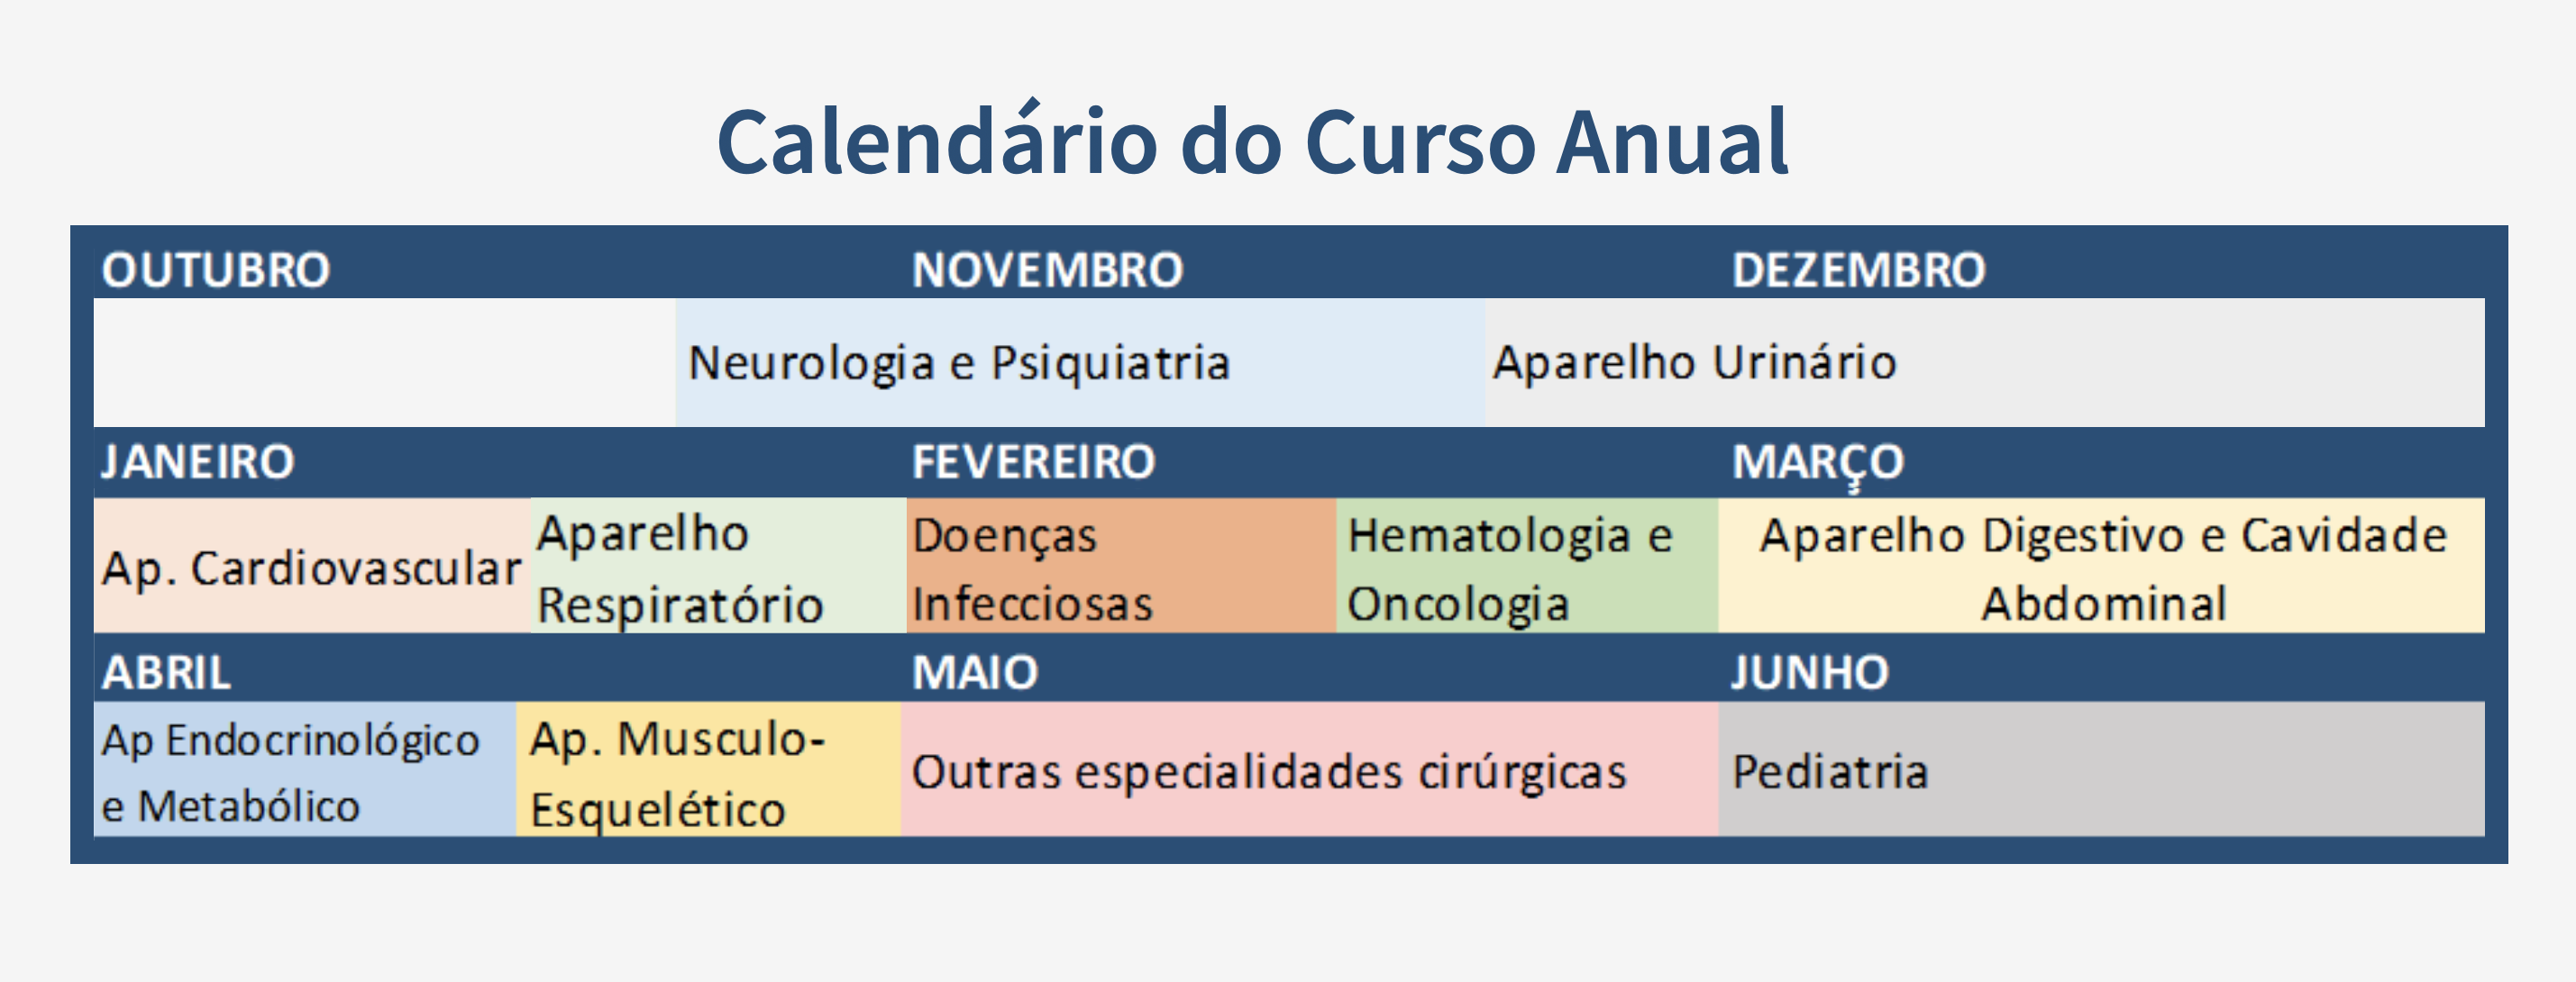 Calendário do Curso Anual
OUTUBRO NOVEMBRO DEZEMBRO
Neurologia e Psiquiatria Aparelho Urinário
JANEIRO FEVEREIRO MARÇO
Ap. Cardiovascular
Aparelho
Respiratório
Doenças
Infecciosas
Hematologia e
Oncologia
Aparelho Digestivo e Cavidade
Abdominal
ABRIL MAIO JUNHO
Ap Endocrinológico
e Metabólico
Ap. Musculo-
Esquelético
Outras especialidades cirúrgicas
Pediatria